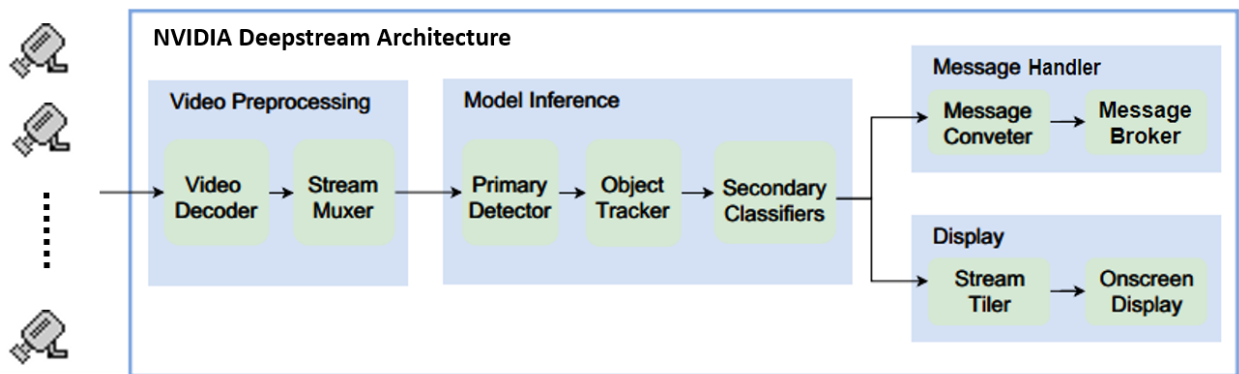 NVIDIA Deepstream Architecture
Video Preprocessing
Video
Decoder
Stream
Muxer
Model Inference
Primary
Detector
Object
Tracker
Secondary
Classifiers
Message Handler
Message
Conveter
Message
Broker
Display
Stream
Tiler
Onscreen
Display